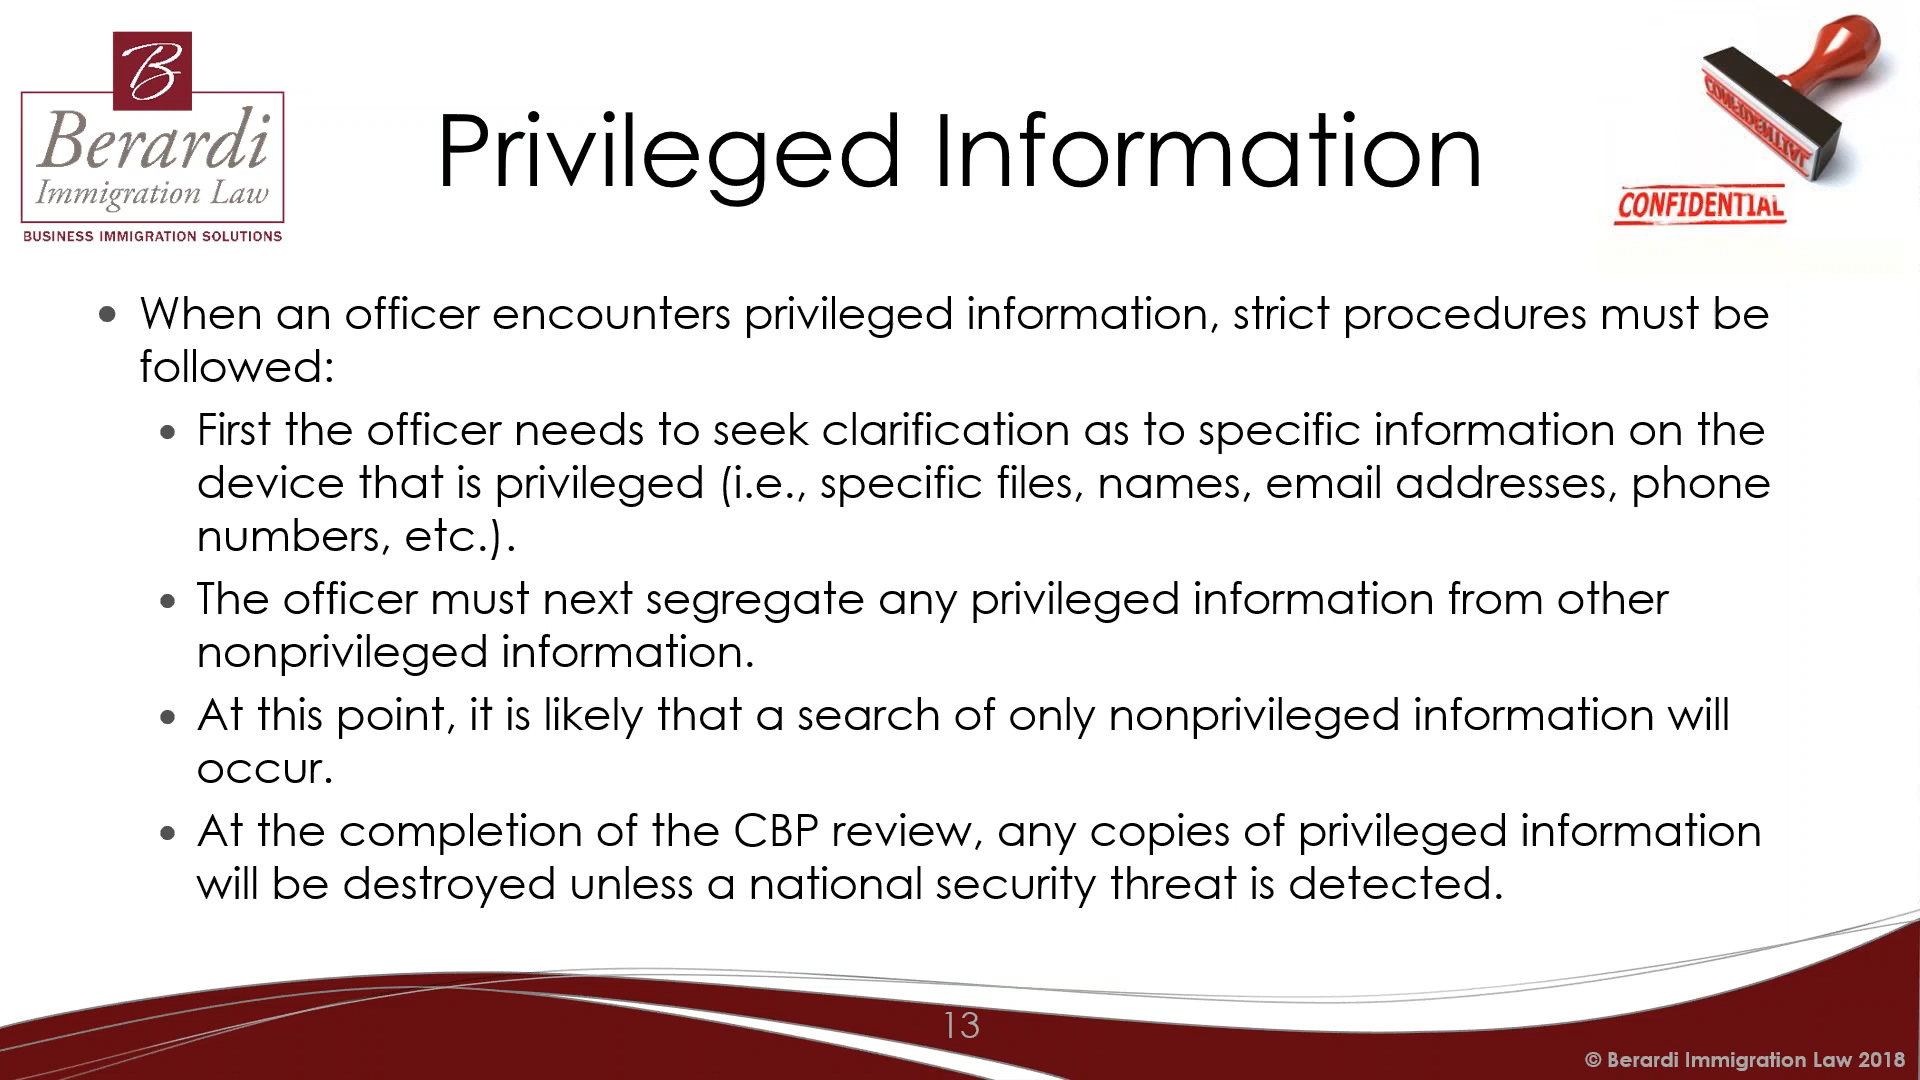 B
Berardi
Immigration Law
BUSINESS IMMIGRATION SOLUTIONS
Privileged Information
CONFIDENTIAL
CONFIDENTIAL
• When an officer encounters privileged information, strict procedures must be
followed:
• First the officer needs to seek clarification as to specific information on the
device that is privileged (i.e., specific files, names, email addresses, phone
numbers, etc.).
• The officer must next segregate any privileged information from other
nonprivileged information.
• At this point, it is likely that a search of only nonprivileged information will
occur.
• At the completion of the CBP review, any copies of privileged information
will be destroyed unless a national security threat is detected.
13
© Berardi Immigration Law 2018